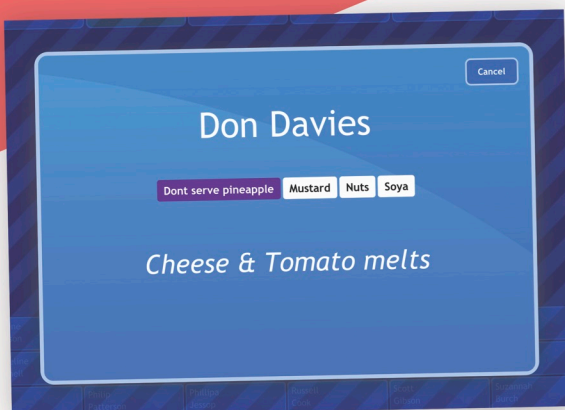 Cancel
Don Davies
Dont serve pineapple Mustard Nuts Soya
Cheese & Tomato melts